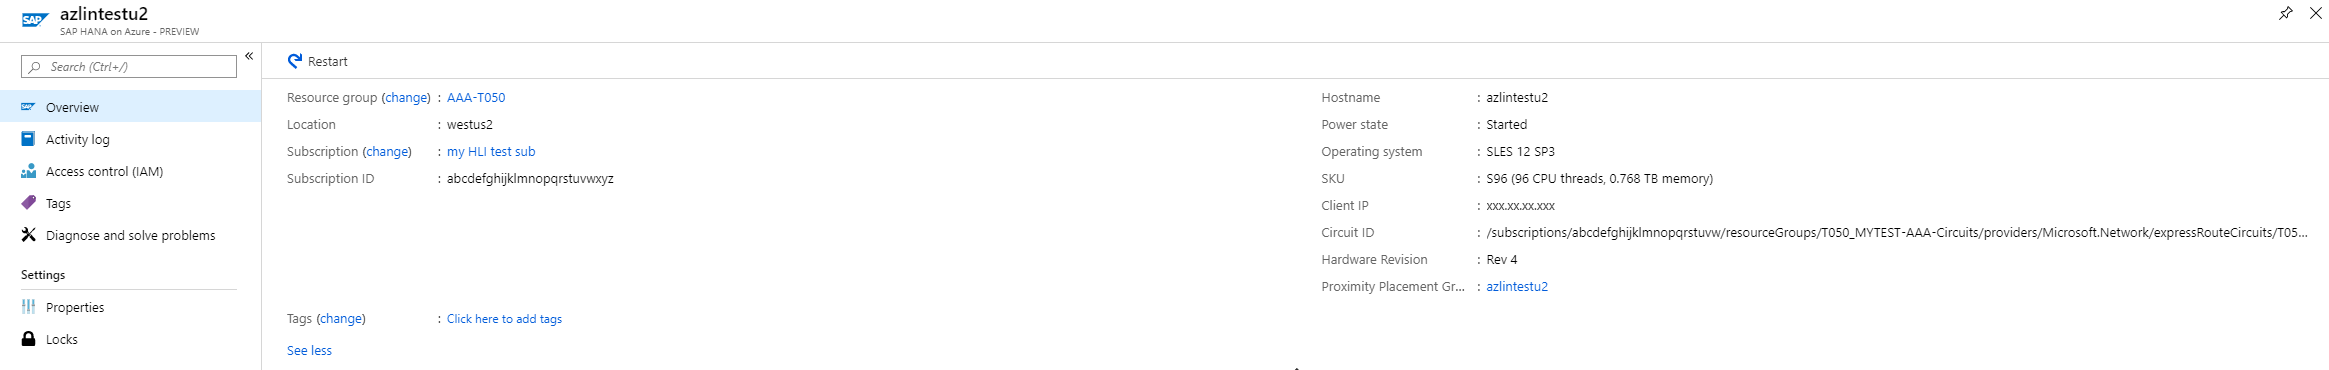 SAP azlintestu2
SAP HANA on Azure - PREVIEW
Search (Ctrl+/)
«
SAP Overview
Activity log
Access control (IAM)
Tags
Diagnose and solve problems
Settings
Properties
Locks
Restart
Resource group (change) : AAA-T050
Location : westus2
Subscription (change) : my HLI test sub
Subscription ID : abcdefghijklmnopqrstuvwxyz
Tags (change) : Click here to add tags
See less
Hostname : azlintestu2
Power state : Started
Operating system : SLES 12 SP3
SKU : S96 (96 CPU threads, 0.768 TB memory)
Client IP : xxx.xx.xx.xxx
Circuit ID : /subscriptions/abcdefghijklmnopqrstuvw/resourceGroups/T050_MYTEST-AAA-Circuits/providers/Microsoft.Network/expressRouteCircuits/T05...
Hardware Revision : Rev 4
Proximity Placement Gr... : azlintestu2